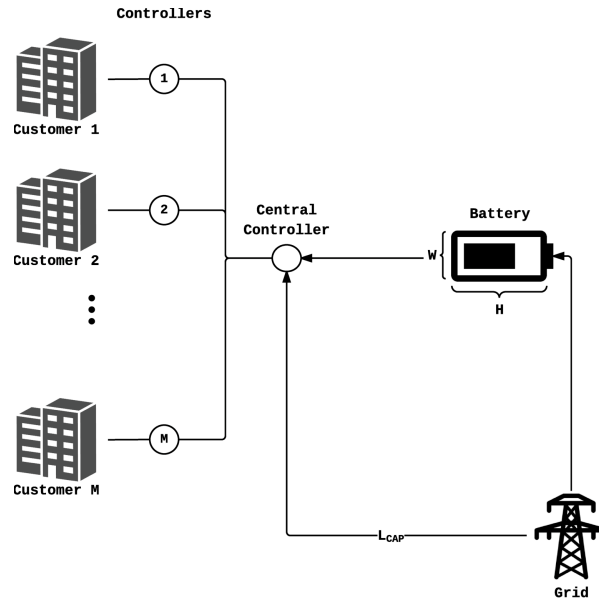 Controllers
1
Customer 1
2
Customer 2
Central
Controller
Battery
W
H
M
Customer M
L_CAP
Grid